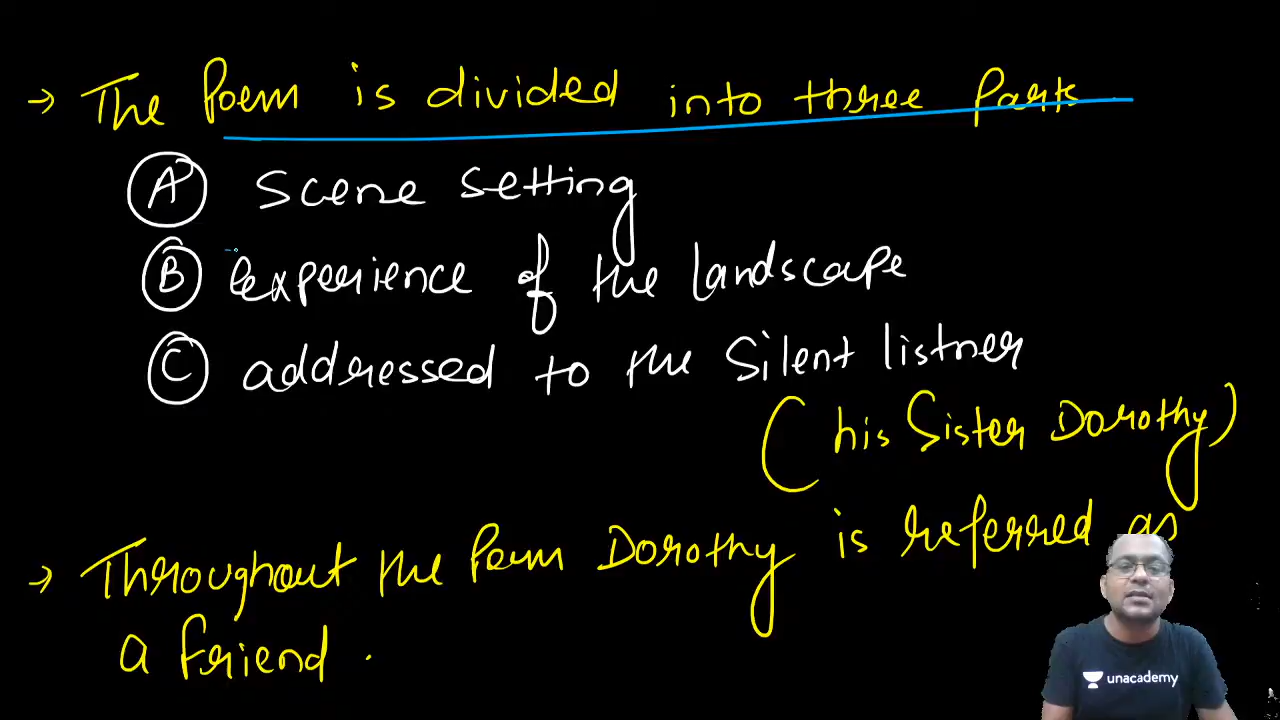 → The Poem is divided into three Parts.
A Scene setting
B experience of the landscape
C addressed to the Silent listner
(his Sister Dorothy)
→ Throughout the Poem Dorothy is referred as
a friend.
unacademy